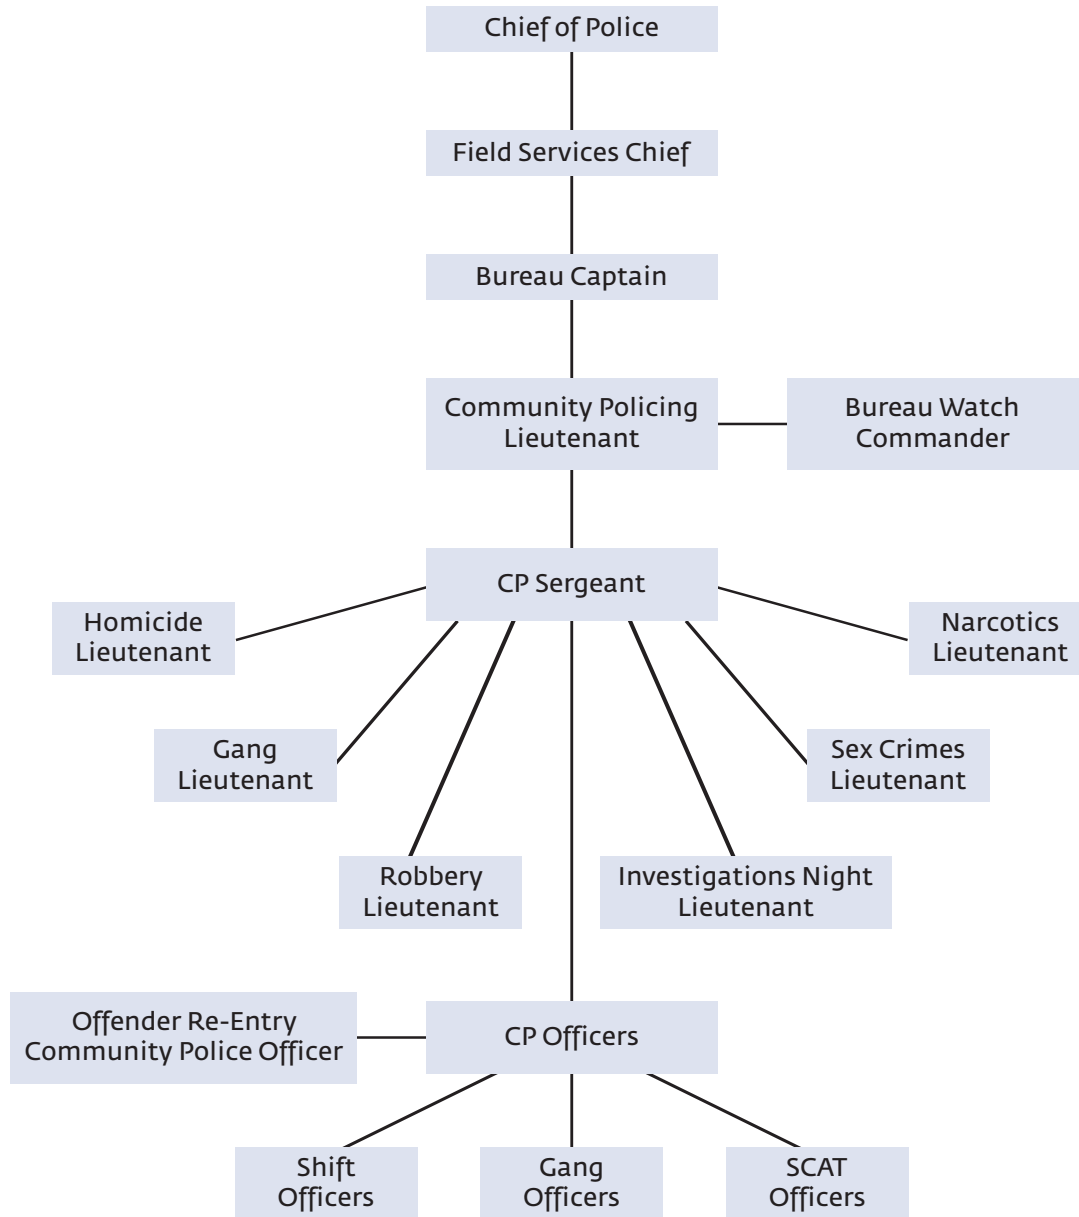 Chief of Police
Field Services Chief
Bureau Captain
Community Policing
Lieutenant
Bureau Watch
Commander
CP Sergeant
Homicide
Lieutenant
Narcotics
Lieutenant
Gang
Lieutenant
Sex Crimes
Lieutenant
Robbery
Lieutenant
Investigations Night
Lieutenant
Offender Re-Entry
Community Police Officer
CP Officers
Shift
Officers
Gang
Officers
SCAT
Officers